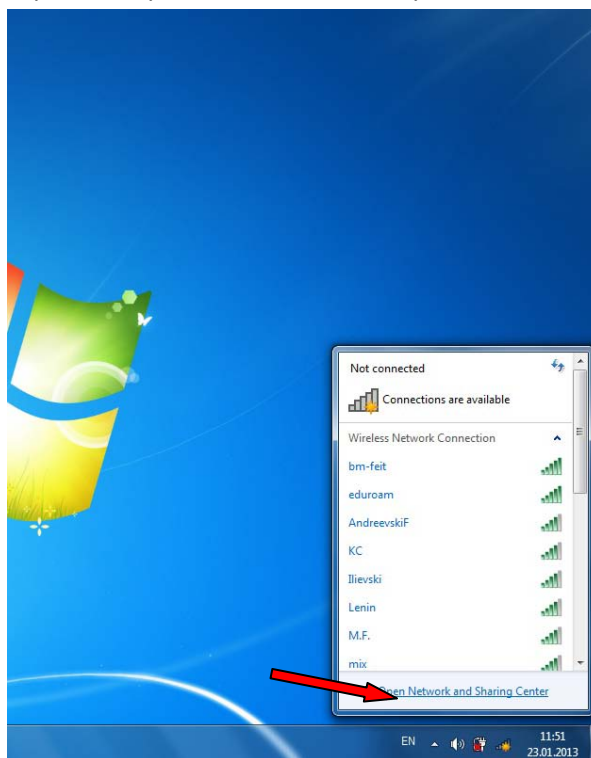 Not connected
Connections are available
Wireless Network Connection
bm-feit
eduroam
AndreevskiF
KC
Ilievski
Lenin
M.F.
mix
Open Network and Sharing Center
EN
11:51
23.01.2013